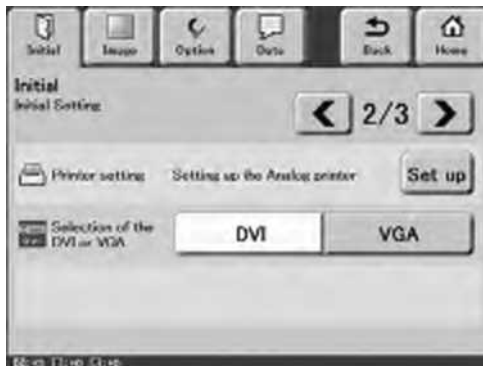 Initial
Image
Option
Data
Back
Home
Initial
Initial Setting
2/3
Printer setting
Setting up the Analog printer
Set up
Selection of the
DVI or VGA
DVI
VGA